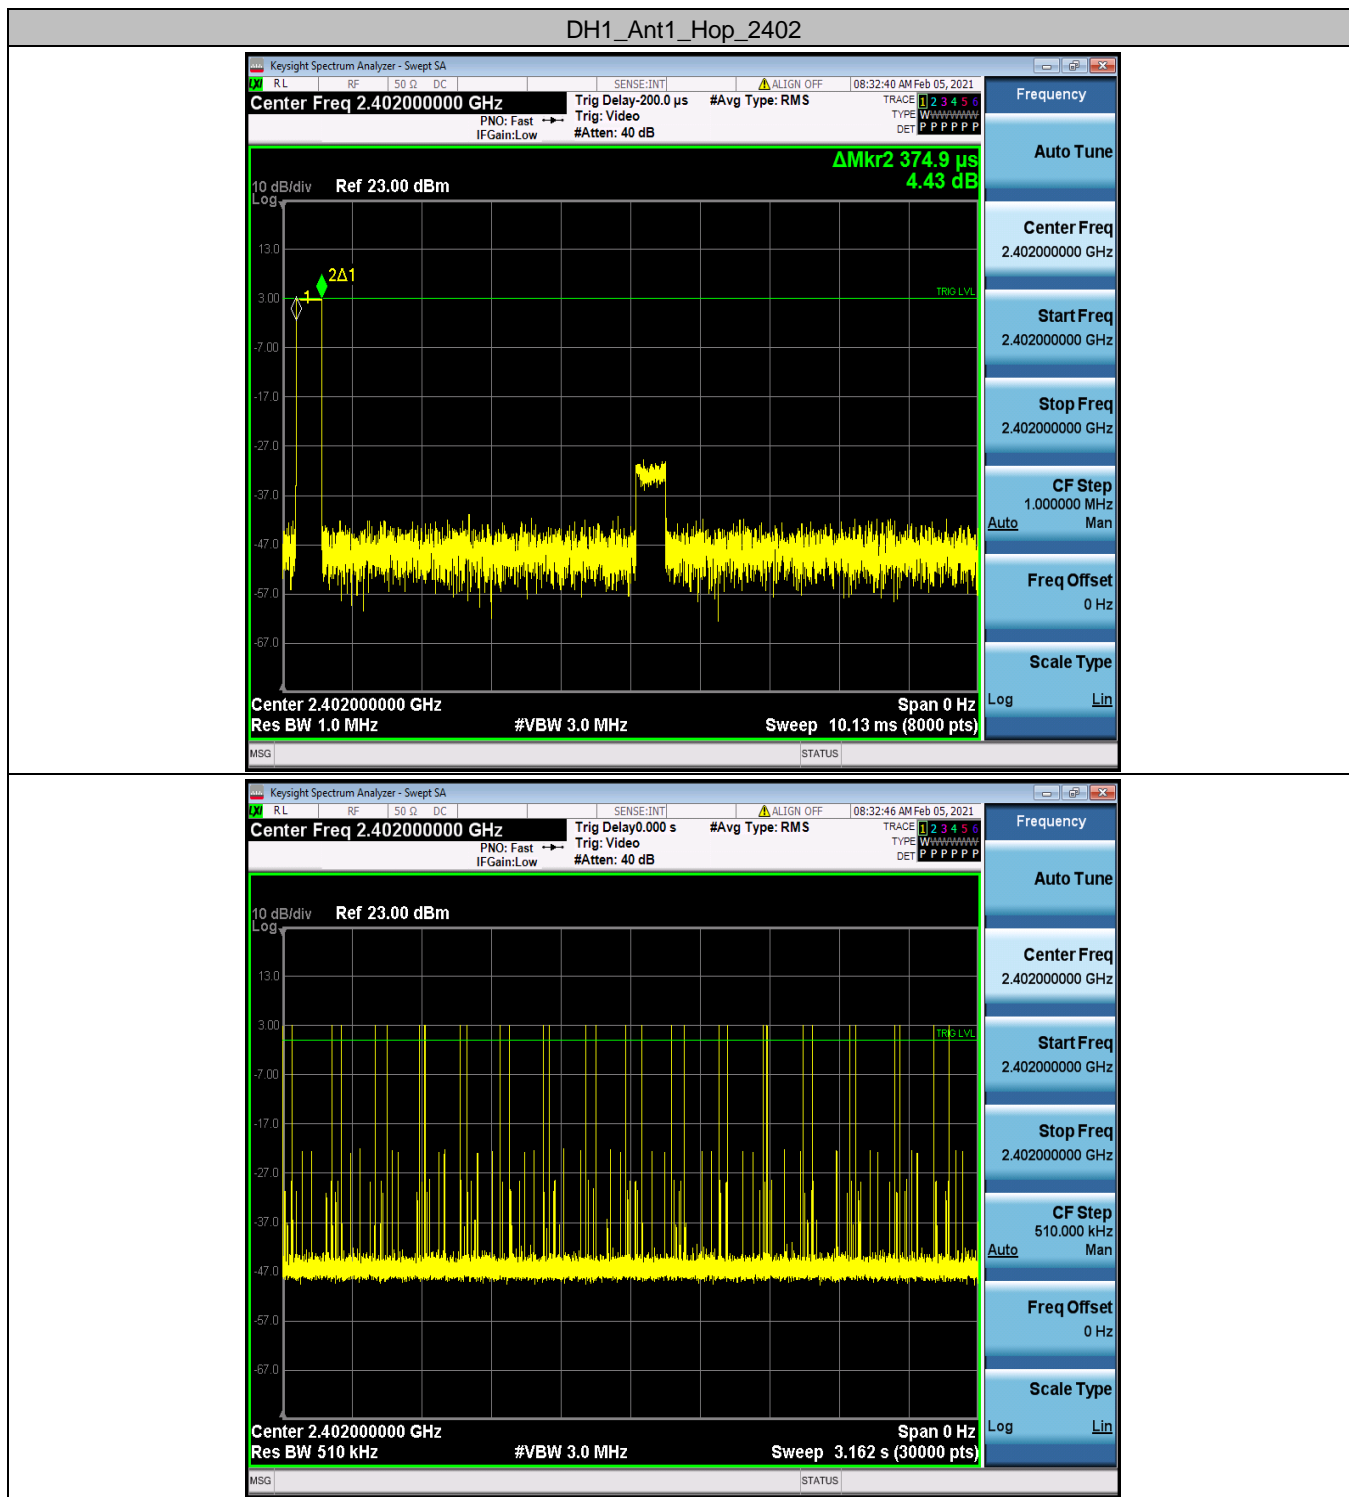 DH1_Ant1_Hop_2402
Keysight Spectrum Analyzer - Swept SA
LXI RL RF 50 Ω DC SENSE:INT ALIGN OFF 08:32:40 AM Feb 05, 2021
Center Freq 2.402000000 GHz
PNO: Fast
IFGain:Low
Trig Delay-200.0 µs
Trig: Video
#Atten: 40 dB
#Avg Type: RMS
TRACE 1 2 3 4 5 6
TYPE WWWWWW
DET P P P P P P
ΔMkr2 374.9 µs
4.43 dB
10 dB/div Ref 23.00 dBm
Log
13.0
3.00
-7.00
-17.0
-27.0
-37.0
-47.0
-57.0
-67.0
1
2Δ1
TRIG LVL
Center 2.402000000 GHz Span 0 Hz
Res BW 1.0 MHz #VBW 3.0 MHz Sweep 10.13 ms (8000 pts)
MSG STATUS
Frequency
Auto Tune
Center Freq
2.402000000 GHz
Start Freq
2.402000000 GHz
Stop Freq
2.402000000 GHz
CF Step
1.000000 MHz
Auto Man
Freq Offset
0 Hz
Scale Type
Log Lin
Keysight Spectrum Analyzer - Swept SA
LXI RL RF 50 Ω DC SENSE:INT ALIGN OFF 08:32:46 AM Feb 05, 2021
Center Freq 2.402000000 GHz
PNO: Fast
IFGain:Low
Trig Delay0.000 s
Trig: Video
#Atten: 40 dB
#Avg Type: RMS
TRACE 1 2 3 4 5 6
TYPE WWWWWW
DET P P P P P P
10 dB/div Ref 23.00 dBm
Log
13.0
3.00
-7.00
-17.0
-27.0
-37.0
-47.0
-57.0
-67.0
TRIG LVL
Center 2.402000000 GHz Span 0 Hz
Res BW 510 kHz #VBW 3.0 MHz Sweep 3.162 s (30000 pts)
MSG STATUS
Frequency
Auto Tune
Center Freq
2.402000000 GHz
Start Freq
2.402000000 GHz
Stop Freq
2.402000000 GHz
CF Step
510.000 kHz
Auto Man
Freq Offset
0 Hz
Scale Type
Log Lin